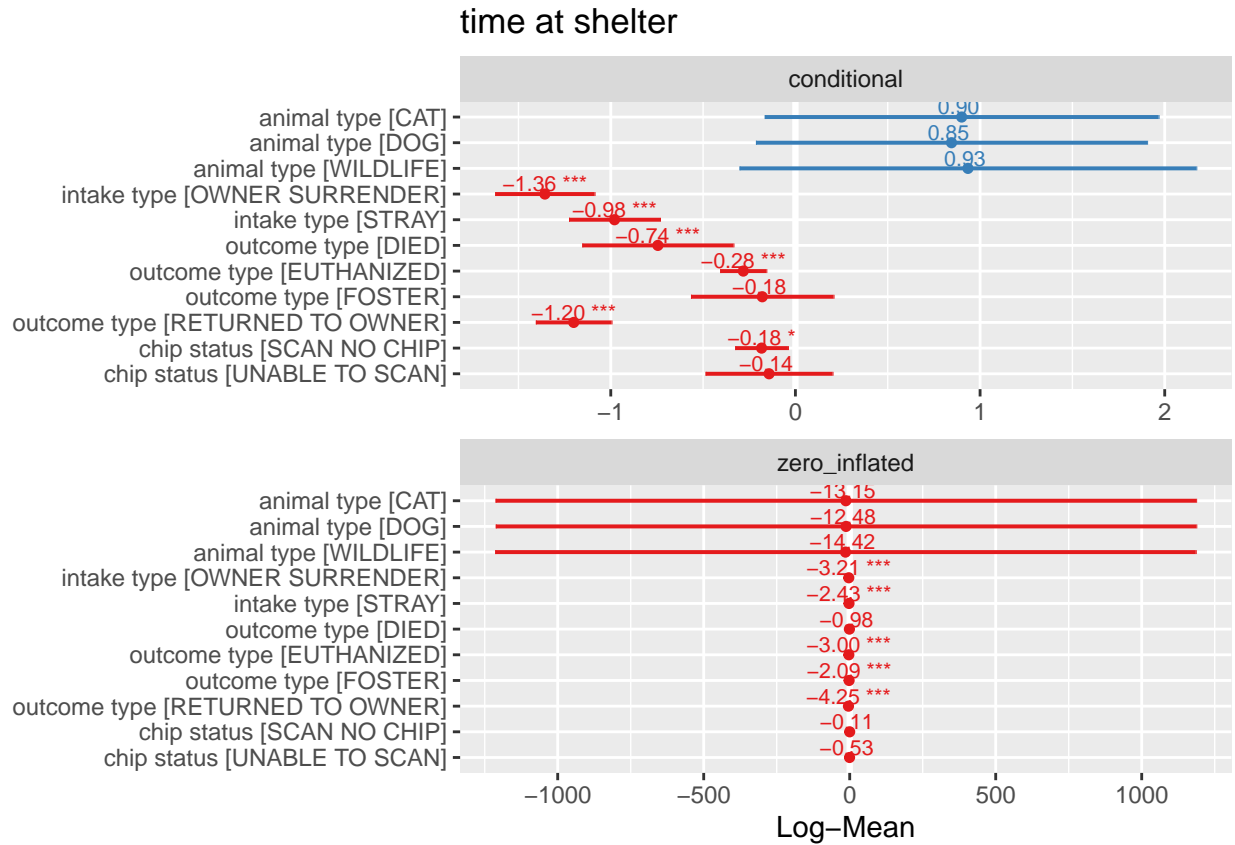 time at shelter
conditional
animal type [CAT]
0.90
animal type [DOG]
0.85
animal type [WILDLIFE]
0.93
intake type [OWNER SURRENDER]
−1.36 ***
intake type [STRAY]
−0.98 ***
outcome type [DIED]
−0.74 ***
outcome type [EUTHANIZED]
−0.28 ***
outcome type [FOSTER]
−0.18
outcome type [RETURNED TO OWNER]
−1.20 ***
chip status [SCAN NO CHIP]
−0.18 *
chip status [UNABLE TO SCAN]
−0.14
−1 0 1 2
zero_inflated
animal type [CAT]
−13.15
animal type [DOG]
−12.48
animal type [WILDLIFE]
−14.42
intake type [OWNER SURRENDER]
−3.21 ***
intake type [STRAY]
−2.43 ***
outcome type [DIED]
−0.98
outcome type [EUTHANIZED]
−3.00 ***
outcome type [FOSTER]
−2.09 ***
outcome type [RETURNED TO OWNER]
−4.25 ***
chip status [SCAN NO CHIP]
−0.11
chip status [UNABLE TO SCAN]
−0.53
−1000 −500 0 500 1000
Log−Mean